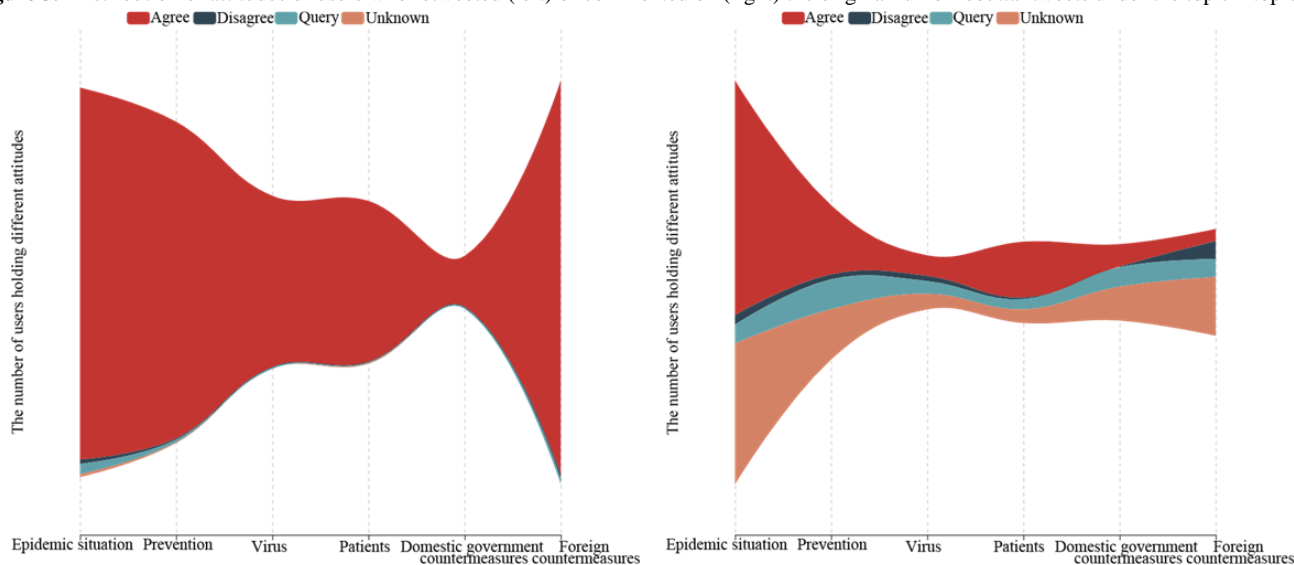 Agree Disagree Query Unknown
The number of users holding different attitudes
Epidemic situation Prevention Virus Patients Domestic government countermeasures Foreign countermeasures
Agree Disagree Query Unknown
The number of users holding different attitudes
Epidemic situation Prevention Virus Patients Domestic government countermeasures Foreign countermeasures